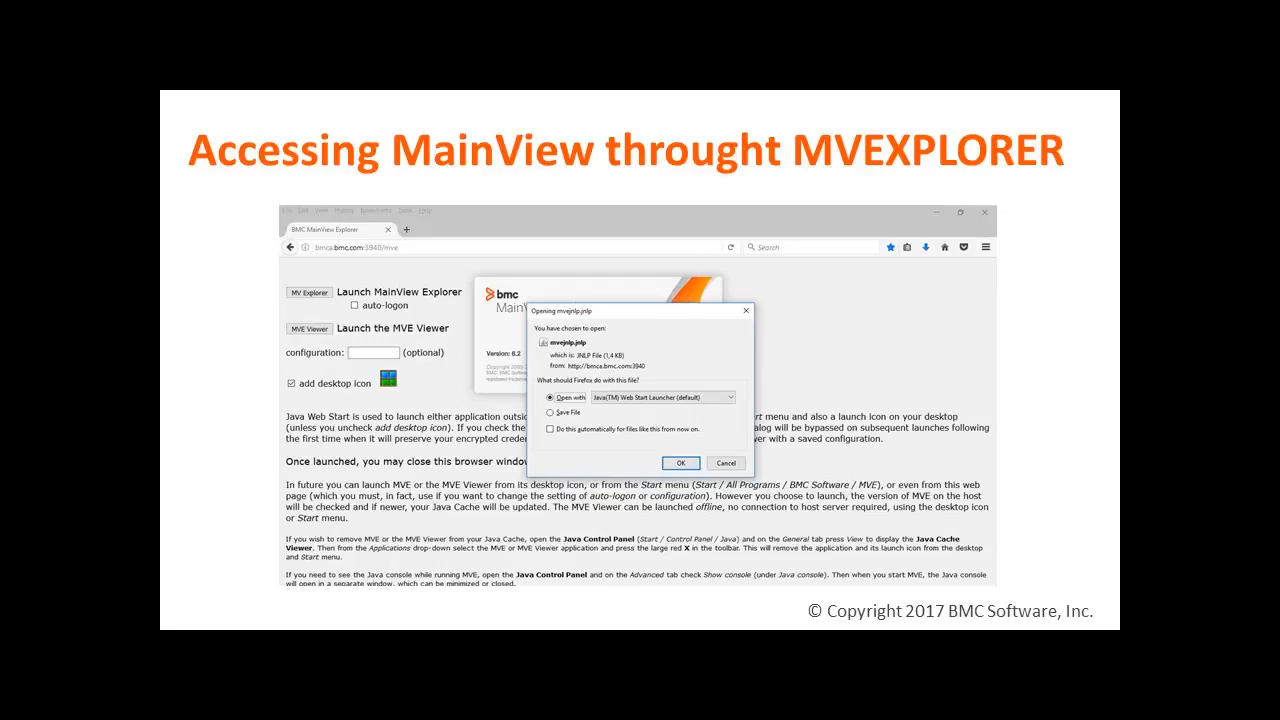 Accessing MainView throught MVEXPLORER
File Edit View History Bookmarks Tools Help
BMC MainView Explorer
bmca.bmc.com:3940/mve
Search
MV Explorer Launch MainView Explorer
auto-logon
MVE Viewer Launch the MVE Viewer
configuration: (optional)
add desktop icon
bmc
Version: 6.2
Opening mvejnlp.jnlp
You have chosen to open:
mvejnlp.jnlp
which is: JNLP File (1,4 KB)
from: http://bmca.bmc.com:3940
What should Firefox do with this file?
Open with Java(TM) Web Start Launcher (default)
Save File
Do this automatically for files like this from now on.
OK Cancel
Java Web Start is used to launch either application menu and also a launch icon on your desktop
(unless you uncheck add desktop icon). If you check the will be bypassed on subsequent launches following
the first time when it will preserve your encrypted with a saved configuration.
Once launched, you may close this browser
In future you can launch MVE or the MVE Viewer from its desktop icon, or from the Start menu (Start / All Programs / BMC Software / MVE), or even from this web
page (which you must, in fact, use if you want to change the setting of auto-logon or configuration). However you choose to launch, the version of MVE on the host
will be checked and if newer, your Java Cache will be updated. The MVE Viewer can be launched offline, no connection to host server required, using the desktop icon
or Start menu.
If you wish to remove MVE or the MVE Viewer from your Java Cache, open the Java Control Panel (Start / Control Panel / Java) and on the General tab press View to display the Java Cache
Viewer. Then from the Applications drop-down select the MVE or MVE Viewer application and press the large red X in the toolbar. This will remove the application and its launch icon from the desktop
and Start menu.
If you need to see the Java console while running MVE, open the Java Control Panel and on the Advanced tab check Show console (under Java console). Then when you start MVE, the Java console
will open in a separate window, which can be minimized or closed.
© Copyright 2017 BMC Software, Inc.